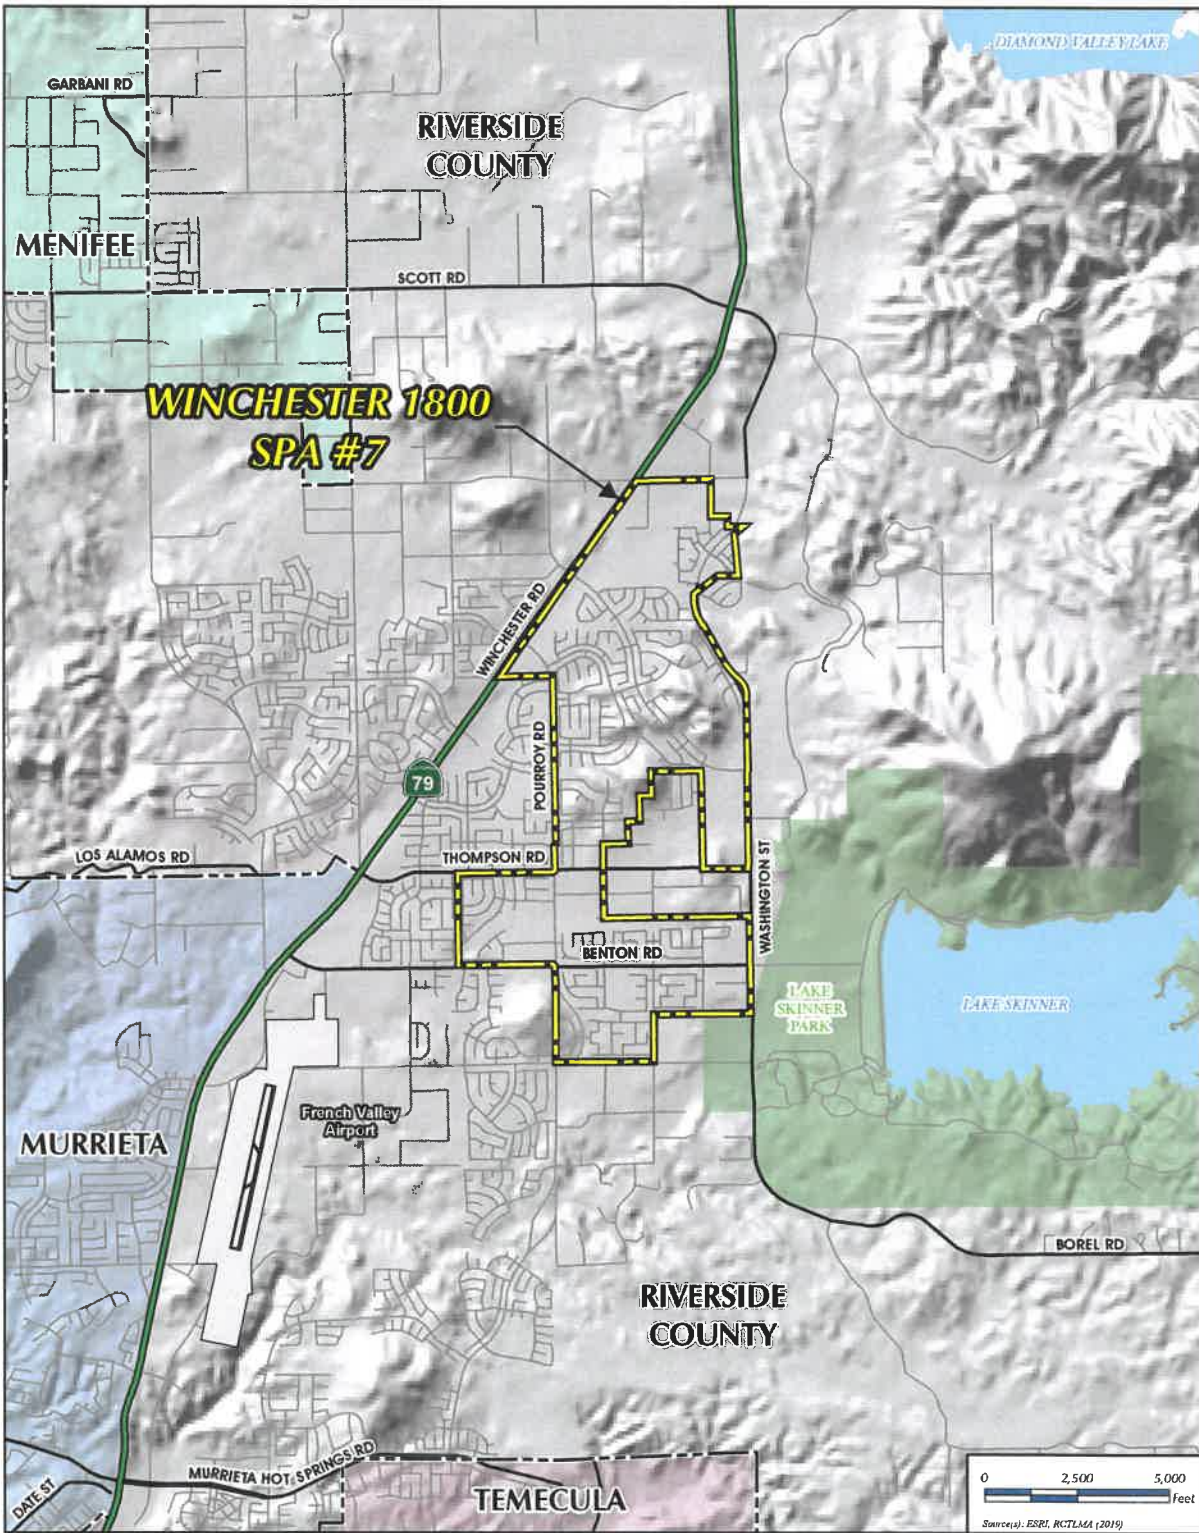 DIAMOND VALLEY LAKE
GARBANI RD
RIVERSIDE
COUNTY
MENIFEE
SCOTT RD
WINCHESTER 1800
SPA #7
WINCHESTER RD
POURROY RD
79
LOS ALAMOS RD
THOMPSON RD
WASHINGTON ST
BENTON RD
LAKE
SKINNER
PARK
LAKE SKINNER
French Valley
Airport
MURRIETA
BOREL RD
RIVERSIDE
COUNTY
MURRIETA HOT SPRINGS RD
DATE ST
TEMECULA
0 2,500 5,000
Feet
Source(s): ESRI, RCTLMA (2019)